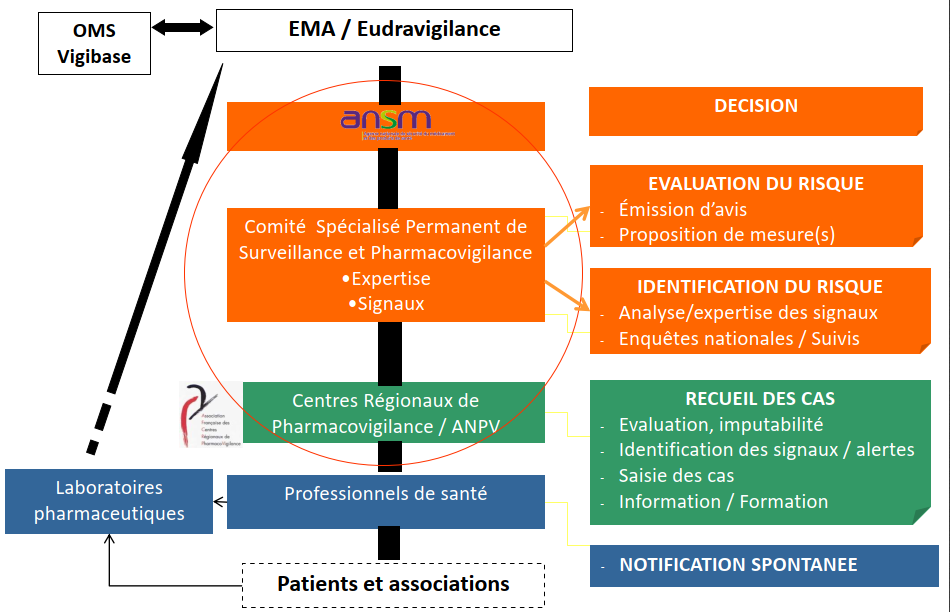 OMS
Vigibase
EMA / Eudravigilance
ansm
DECISION
EVALUATION DU RISQUE
- Émission d’avis
- Proposition de mesure(s)
Comité Spécialisé Permanent de
Surveillance et Pharmacovigilance
•Expertise
•Signaux
IDENTIFICATION DU RISQUE
- Analyse/expertise des signaux
- Enquêtes nationales / Suivis
Association
Française des
Centres
Régionaux de
PharmacoVigilance
Centres Régionaux de
Pharmacovigilance / ANPV
RECUEIL DES CAS
- Evaluation, imputabilité
- Identification des signaux / alertes
- Saisie des cas
- Information / Formation
Laboratoires
pharmaceutiques
Professionnels de santé
- NOTIFICATION SPONTANEE
Patients et associations